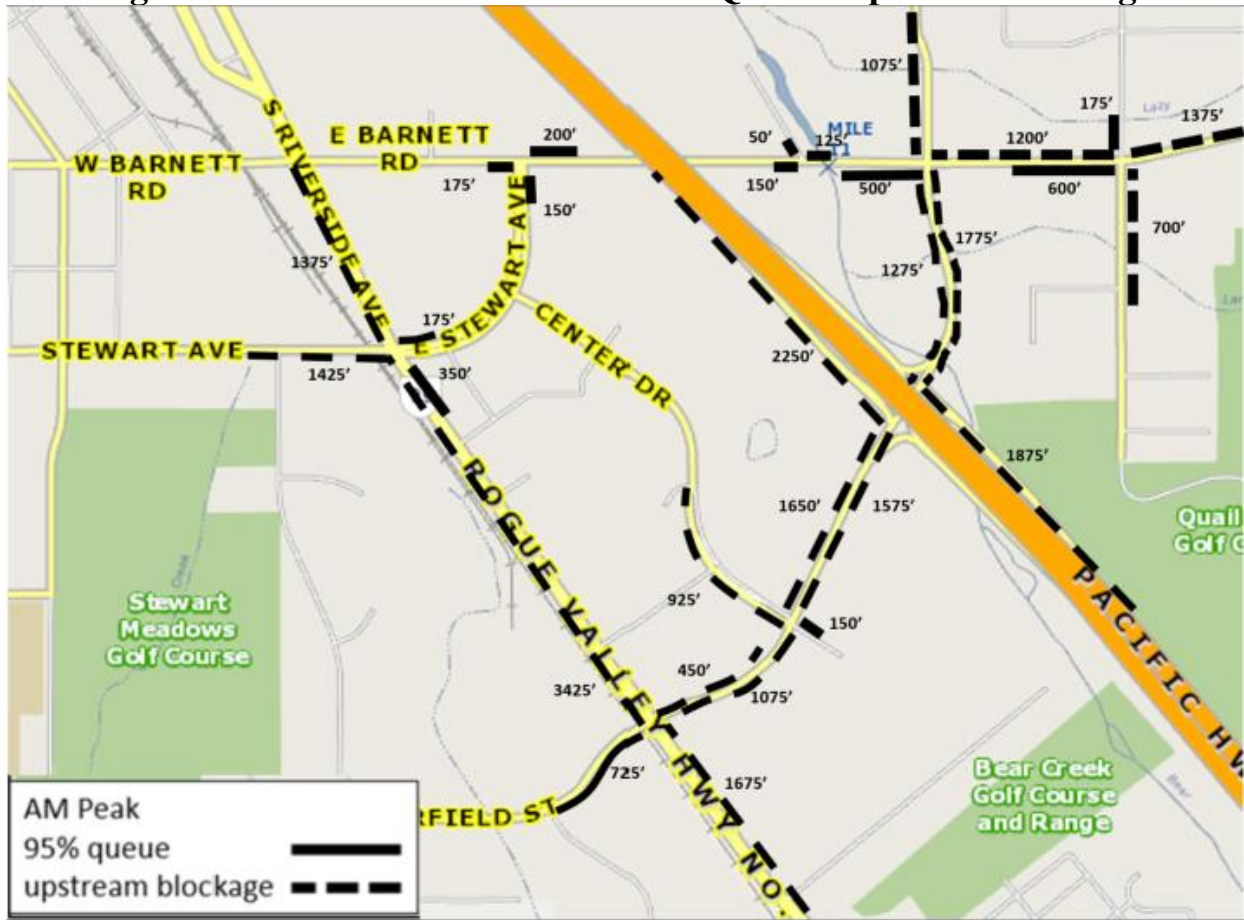 1075'
175'
Lazy
1375'
S RIVERSIDE AVE
E BARNETT
RD
200'
50'
125'
MILE
1200'
W BARNETT
RD
175'
150'
150'
500'
600'
700'
1375'
1775'
1275'
175'
E STEWART AVE
CENTER DR
STEWART AVE
1425'
350'
2250'
1875'
ROGUE VALLEY HWY NO.
1650'
1575'
Quail
Golf C
PACIFIC HW
Creek
Stewart
Meadows
Golf Course
925'
150'
450'
3425'
1075'
725'
1675'
Bear Creek
Golf Course
and Range
Bear
RFIELD ST
AM Peak
95% queue
upstream blockage